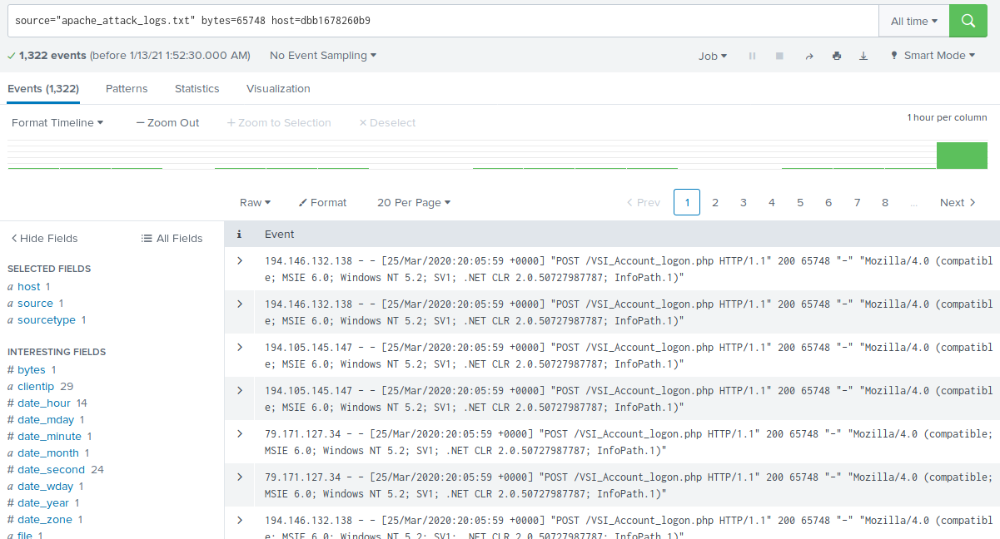 source="apache_attack_logs.txt" bytes=65748 host=dbb1678260b9
All time
1,322 events (before 1/13/21 1:52:30.000 AM)
No Event Sampling
Job
Smart Mode
Events (1,322)
Patterns
Statistics
Visualization
Format Timeline
— Zoom Out
+ Zoom to Selection
× Deselect
1 hour per column
Raw
Format
20 Per Page
< Prev
1
2
3
4
5
6
7
8
...
Next >
< Hide Fields
All Fields
SELECTED FIELDS
a host 1
a source 1
a sourcetype 1
INTERESTING FIELDS
# bytes 1
a clientip 29
# date_hour 14
# date_mday 1
# date_minute 1
a date_month 1
# date_second 24
a date_wday 1
# date_year 1
# date_zone 1
a file 1
i
Event
> 194.146.132.138 - - [25/Mar/2020:20:05:59 +0000] "POST /VSI_Account_logon.php HTTP/1.1" 200 65748 "-" "Mozilla/4.0 (compatibl
e; MSIE 6.0; Windows NT 5.2; SV1; .NET CLR 2.0.50727987787; InfoPath.1)"
> 194.146.132.138 - - [25/Mar/2020:20:05:59 +0000] "POST /VSI_Account_logon.php HTTP/1.1" 200 65748 "-" "Mozilla/4.0 (compatibl
e; MSIE 6.0; Windows NT 5.2; SV1; .NET CLR 2.0.50727987787; InfoPath.1)"
> 194.105.145.147 - - [25/Mar/2020:20:05:59 +0000] "POST /VSI_Account_logon.php HTTP/1.1" 200 65748 "-" "Mozilla/4.0 (compatibl
e; MSIE 6.0; Windows NT 5.2; SV1; .NET CLR 2.0.50727987787; InfoPath.1)"
> 194.105.145.147 - - [25/Mar/2020:20:05:59 +0000] "POST /VSI_Account_logon.php HTTP/1.1" 200 65748 "-" "Mozilla/4.0 (compatibl
e; MSIE 6.0; Windows NT 5.2; SV1; .NET CLR 2.0.50727987787; InfoPath.1)"
> 79.171.127.34 - - [25/Mar/2020:20:05:59 +0000] "POST /VSI_Account_logon.php HTTP/1.1" 200 65748 "-" "Mozilla/4.0 (compatible;
MSIE 6.0; Windows NT 5.2; SV1; .NET CLR 2.0.50727987787; InfoPath.1)"
> 79.171.127.34 - - [25/Mar/2020:20:05:59 +0000] "POST /VSI_Account_logon.php HTTP/1.1" 200 65748 "-" "Mozilla/4.0 (compatible;
MSIE 6.0; Windows NT 5.2; SV1; .NET CLR 2.0.50727987787; InfoPath.1)"
> 194.146.132.138 - - [25/Mar/2020:20:05:59 +0000] "POST /VSI_Account_logon.php HTTP/1.1" 200 65748 "-" "Mozilla/4.0 (compatibl
e; MSIE 6.0; Windows NT 5.2; SV1; .NET CLR 2.0.50727987787; InfoPath.1)"